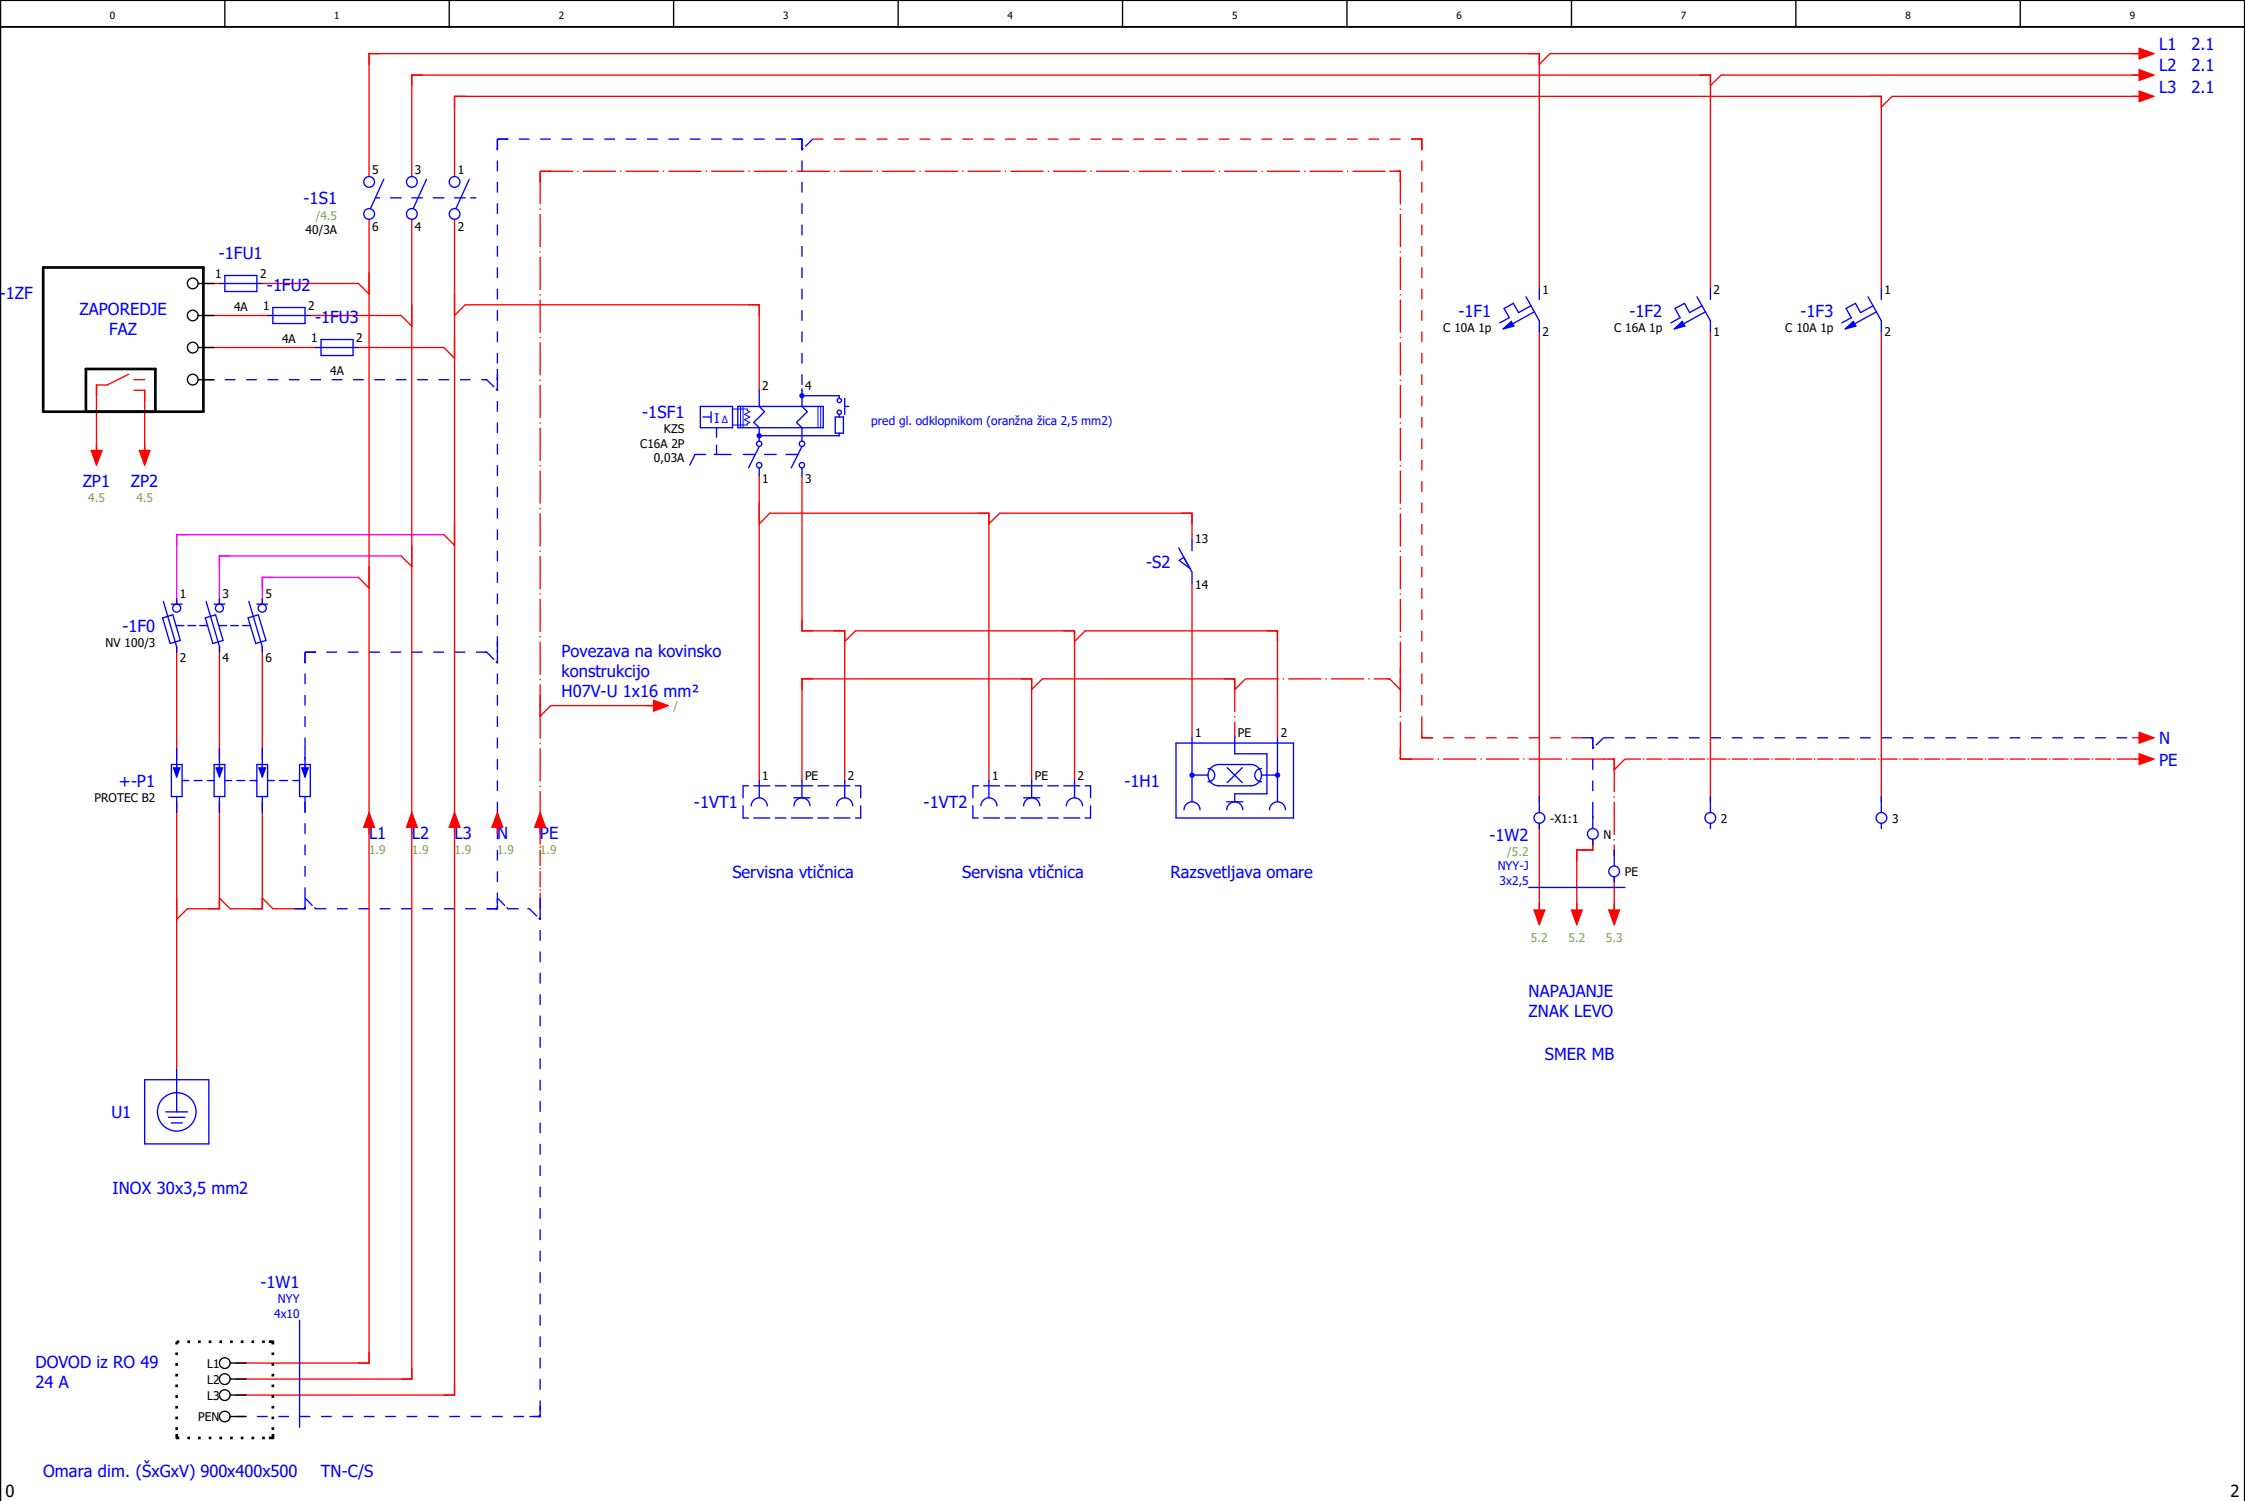 0 1 2 3 4 5 6 7 8 9
L1 2.1
L2 2.1
L3 2.1
5 3 1
-1S1
/4.5
40/3A
6 4 2
-1FU1
1 2
-1FU2
4A 1 2
-1FU3
4A 1 2
4A
-1ZF
ZAPOREDJE
FAZ
ZP1 ZP2
4.5 4.5
-1F1
C 10A 1p
1
2
-1F2
C 16A 1p
2
1
-1F3
C 10A 1p
1
2
2 4
-1SF1
KZS
C16A 2P
0,03A
I Δ
1 3
pred gl. odklopnikom (oranžna žica 2,5 mm2)
-S2
13
14
1 3 5
-1F0
NV 100/3
2 4 6
Povezava na kovinsko
konstrukcijo
H07V-U 1x16 mm²
/
N
PE
+-P1
PROTEC B2
L1 L2 L3 N PE
1.9 1.9 1.9 1.9 1.9
-1VT1
1 PE 2
-1VT2
1 PE 2
-1H1
1 PE 2
Servisna vtičnica
Servisna vtičnica
Razsvetljava omare
-X1:1
2
3
-1W2
/5.2
NYY-J
3x2,5
N
PE
5.2 5.2 5.3
NAPAJANJE
ZNAK LEVO
SMER MB
U1
INOX 30x3,5 mm2
-1W1
NYY
4x10
DOVOD iz RO 49
24 A
L1
L2
L3
PEN
Omara dim. (ŠxGxV) 900x400x500 TN-C/S
0
2